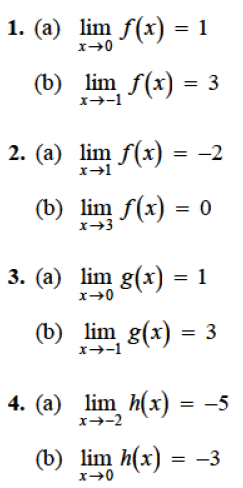 1. (a) lim f(x) = 1
x→0
(b) lim f(x) = 3
x→−1
2. (a) lim f(x) = −2
x→1
(b) lim f(x) = 0
x→3
3. (a) lim g(x) = 1
x→0
(b) lim g(x) = 3
x→−1
4. (a) lim h(x) = −5
x→−2
(b) lim h(x) = −3
x→0